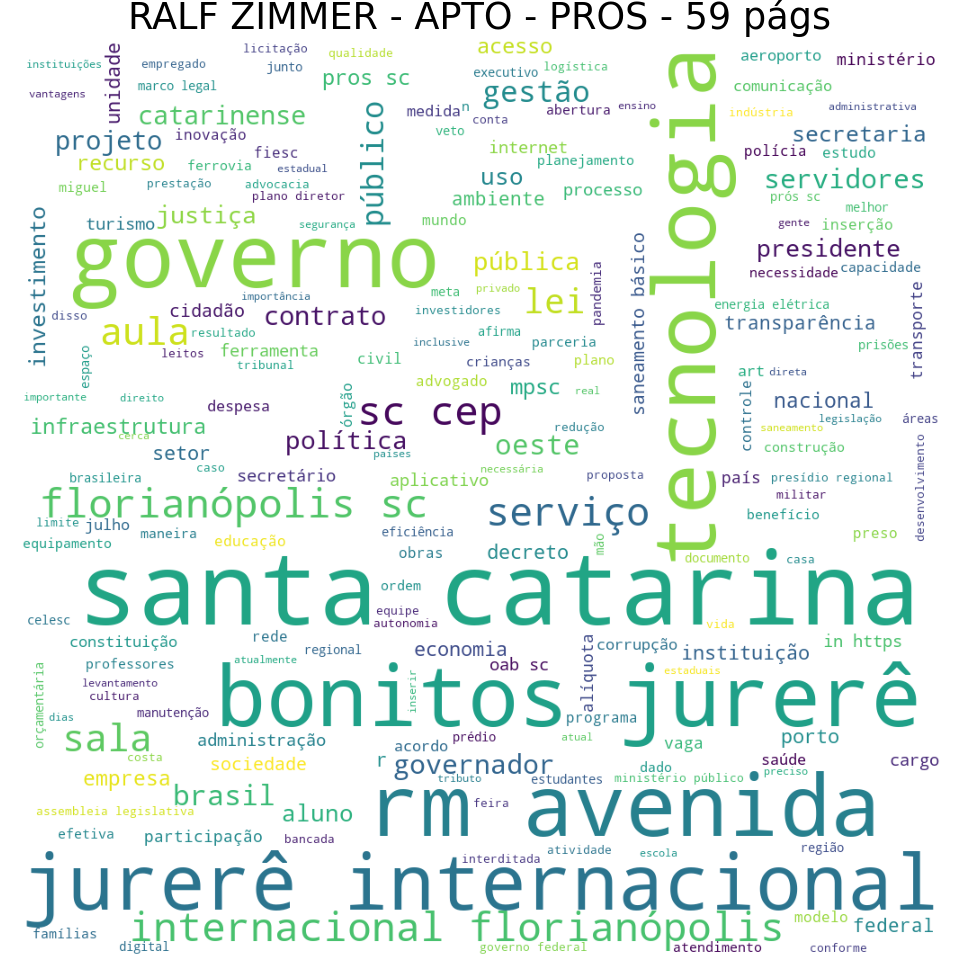 RALF ZIMMER - APTO - PROS - 59 págs
instituições
empregado
licitação
qualidade
acesso
aeroporto
ministério
unidade
marco legal
junto
pros sc
executivo
logística
comunicação
vantagens
gestão
catarinense
público
medida
n
conta
abertura
ensino
indústria
administrativa
projeto
inovação
veto
internet
secretaria
recurso
ferrovia
fiesc
estadual
planejamento
polícia
estudo
miguel
prestação
advocacia
plano diretor
uso
ambiente
processo
servidores
prós sc
melhor
turismo
justiça
segurança
mundo
gente
inserção
investimento
governo
pública
saneamento básico
tecnologia
presidente
necessidade
capacidade
importância
meta
privado
pandemia
disso
cidadão
contrato
investidores
lei
energia elétrica
transparência
transporte
aula
resultado
afirma
parceria
prisões
espaço
leitos
ferramenta
tribunal
civil
inclusive
crianças
plano
art
direta
importante
direito
despesa
órgão
advogado
mpsc
real
controle
nacional
infraestrutura
cerca
sc cep
redução
legislação
áreas
saneamento
setor
política
países
oeste
construção
brasileira
caso
secretário
aplicativo
necessária
proposta
país
presídio regional
desenvolvimento
florianópolis sc
serviço
militar
limite
julho
maneira
eficiência
benefício
equipamento
educação
obras
decreto
mão
preso
documento
casa
santa catarina
ordem
celesc
equipe
autonomia
vida
constituição
rede
regional
economia
alíquota
corrupção
instituição
in https
professores
atualmente
oab sc
estaduais
orçamentária
levantamento
cultura
bonitos jurerê
inserir
dias
manutenção
programa
sala
administração
acordo
prédio
atual
vaga
porto
costa
sociedade
r
governador
dado
saúde
preciso
cargo
empresa
tributo
estudantes
ministério público
assembleia legislativa
brasil
aluno
rm avenida
feira
efetiva
participação
bancada
interditada
atividade
escola
região
jurerê internacional
internacional florianópolis
modelo
federal
famílias
digital
governo federal
atendimento
conforme